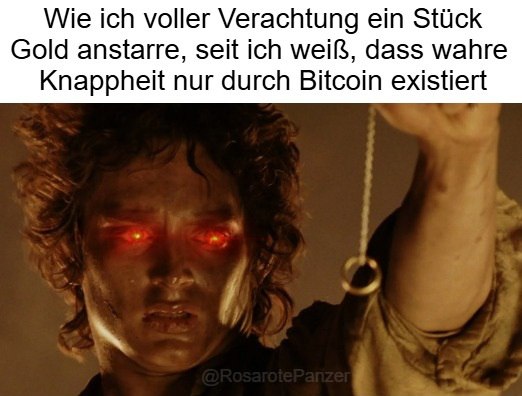 Wie ich voller Verachtung ein Stück
Gold anstarre, seit ich weiß, dass wahre
Knappheit nur durch Bitcoin existiert
@RosarotePanzer